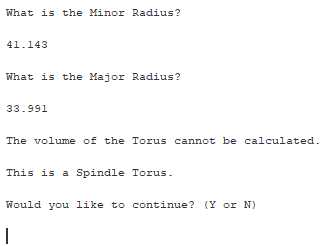 What is the Minor Radius?
41.143
What is the Major Radius?
33.991
The volume of the Torus cannot be calculated.
This is a Spindle Torus.
Would you like to continue? (Y or N)